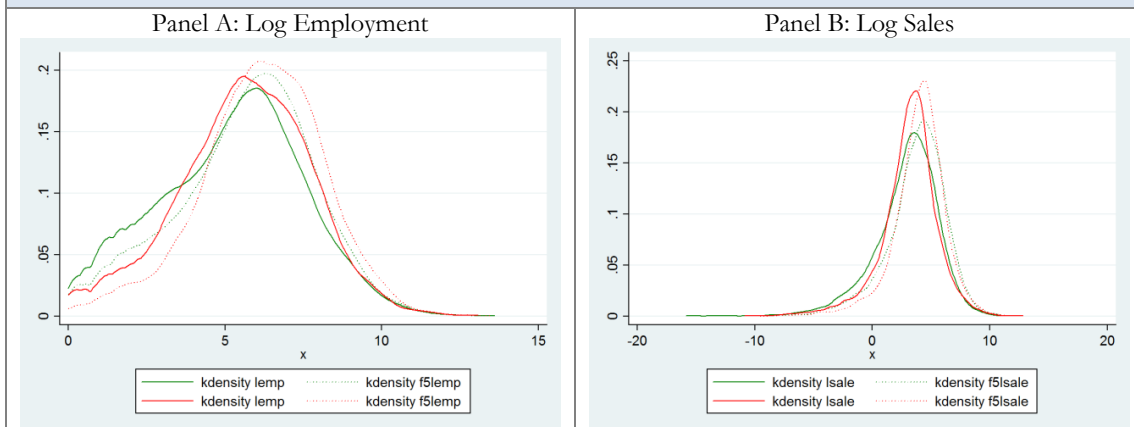 Panel A: Log Employment
.2
.15
.1
.05
0
0
5
10
15
x
kdensity lemp
kdensity f5lemp
kdensity lemp
kdensity f5lemp
Panel B: Log Sales
.25
.2
.15
.1
.05
0
-20
-10
0
10
20
x
kdensity lsale
kdensity f5lsale
kdensity lsale
kdensity f5lsale